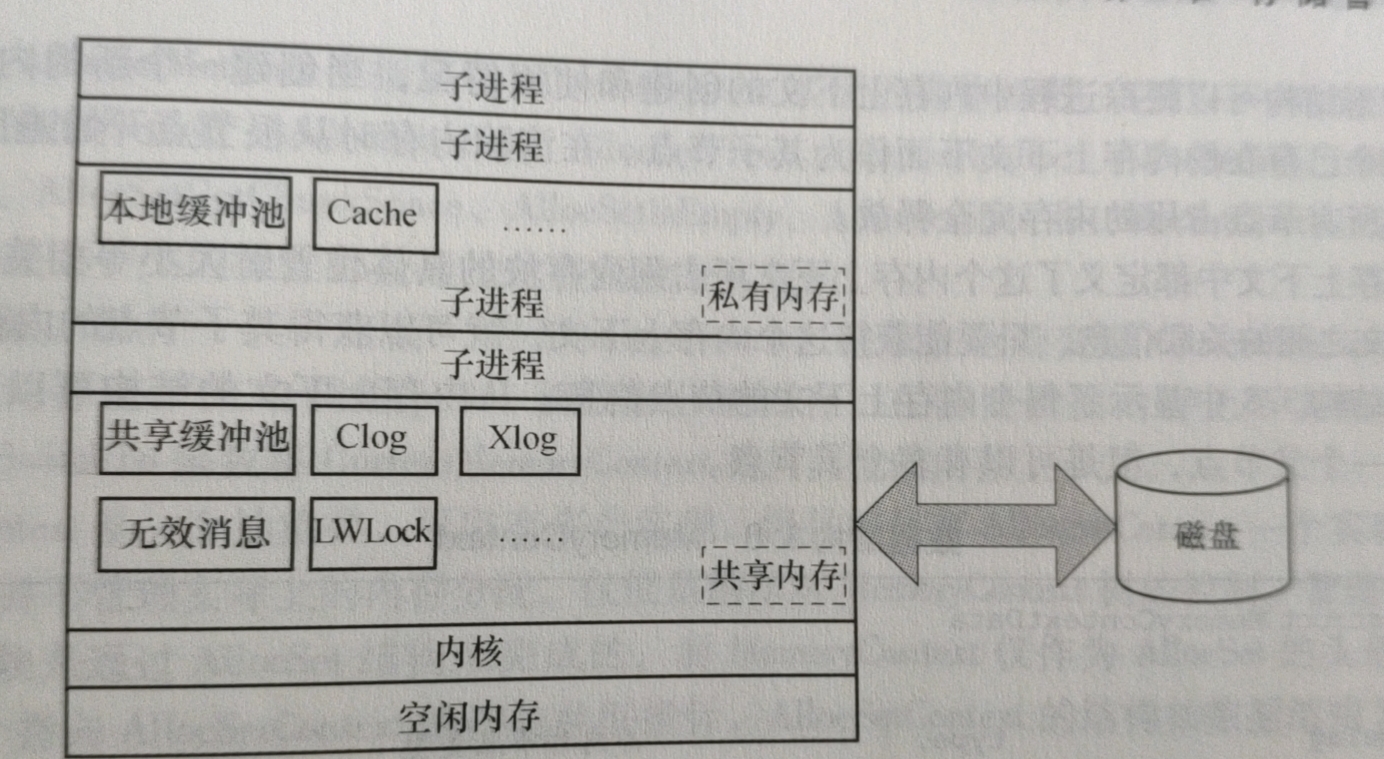 子进程
子进程
本地缓冲池 Cache ……
子进程 私有内存
子进程
共享缓冲池 Clog Xlog
无效消息 LWLock ……
共享内存
磁盘
内核
空闲内存